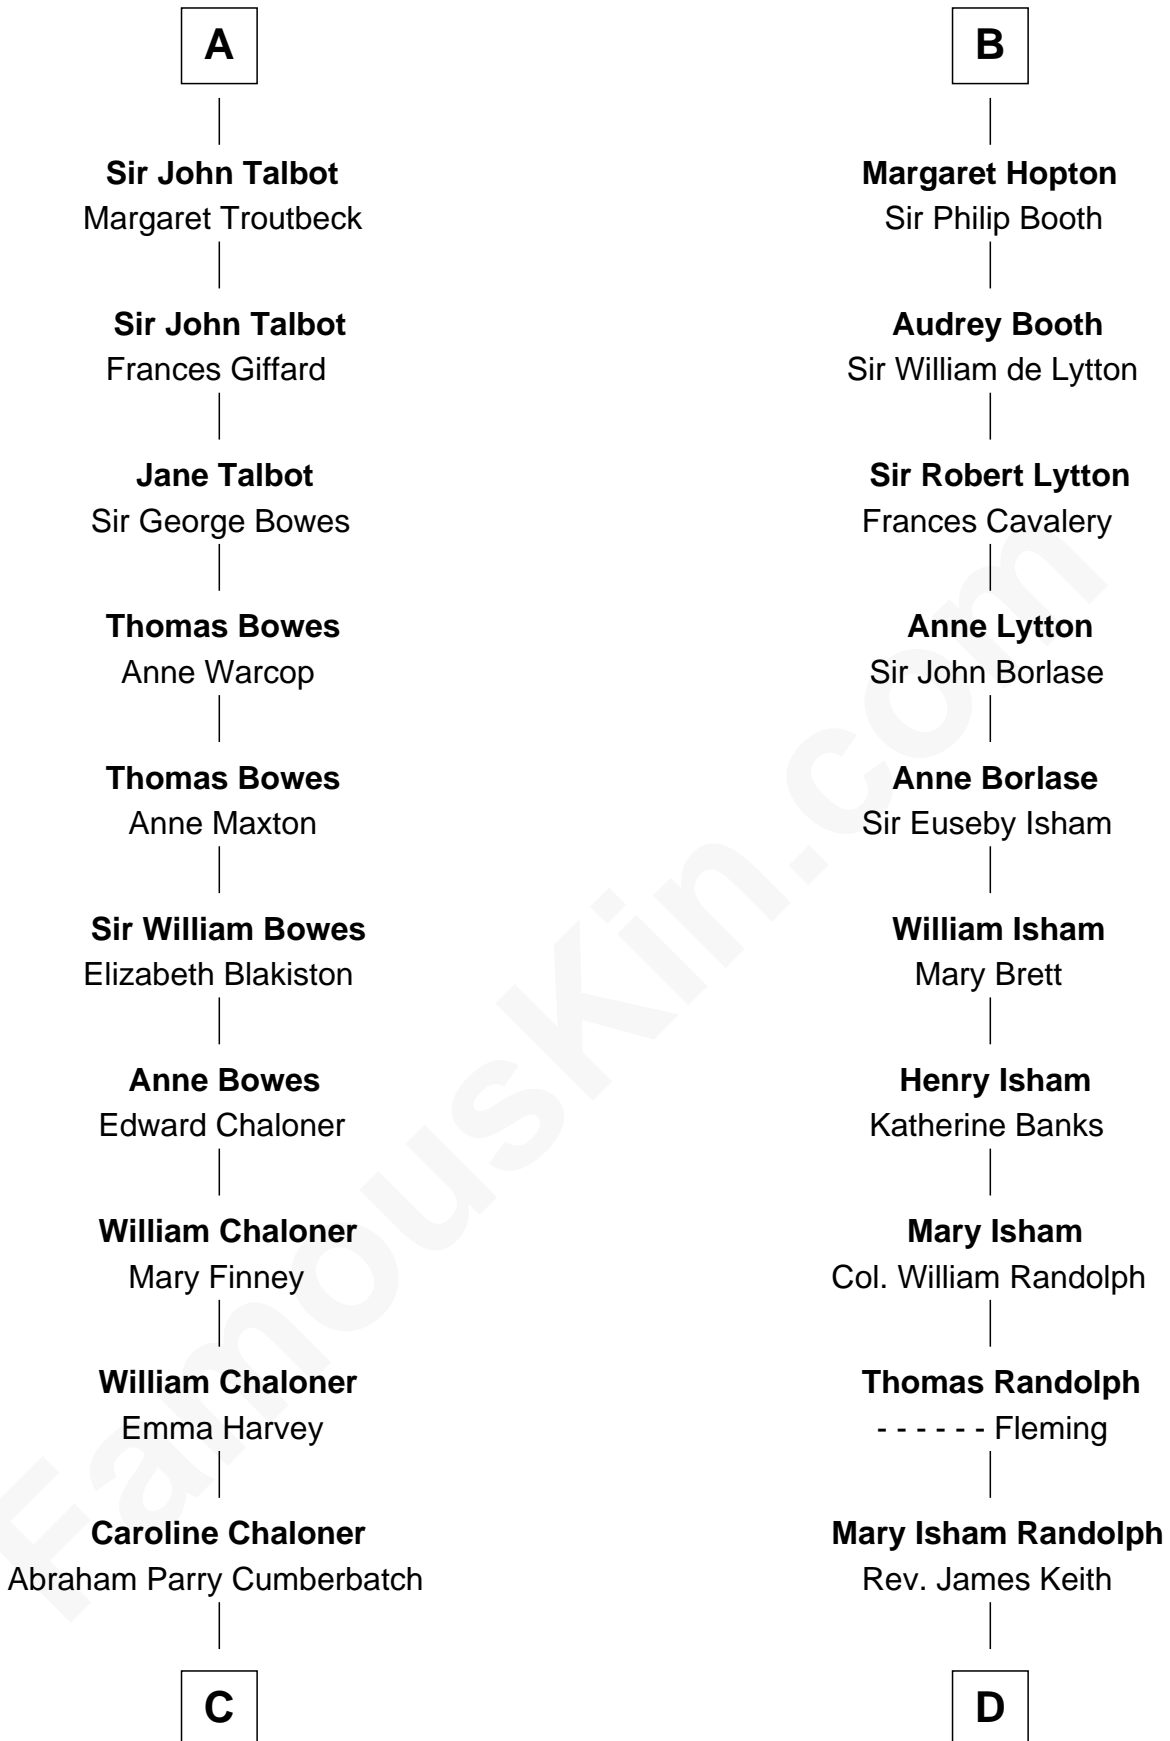 A
Sir John Talbot
Margaret Troutbeck
Sir John Talbot
Frances Giffard
Jane Talbot
Sir George Bowes
Thomas Bowes
Anne Warcop
Thomas Bowes
Anne Maxton
Sir William Bowes
Elizabeth Blakiston
Anne Bowes
Edward Chaloner
William Chaloner
Mary Finney
William Chaloner
Emma Harvey
Caroline Chaloner
Abraham Parry Cumberbatch
C
B
Margaret Hopton
Sir Philip Booth
Audrey Booth
Sir William de Lytton
Sir Robert Lytton
Frances Cavalery
Anne Lytton
Sir John Borlase
Anne Borlase
Sir Euseby Isham
William Isham
Mary Brett
Henry Isham
Katherine Banks
Mary Isham
Col. William Randolph
Thomas Randolph
- - - - - - Fleming
Mary Isham Randolph
Rev. James Keith
D
FamousKin.com